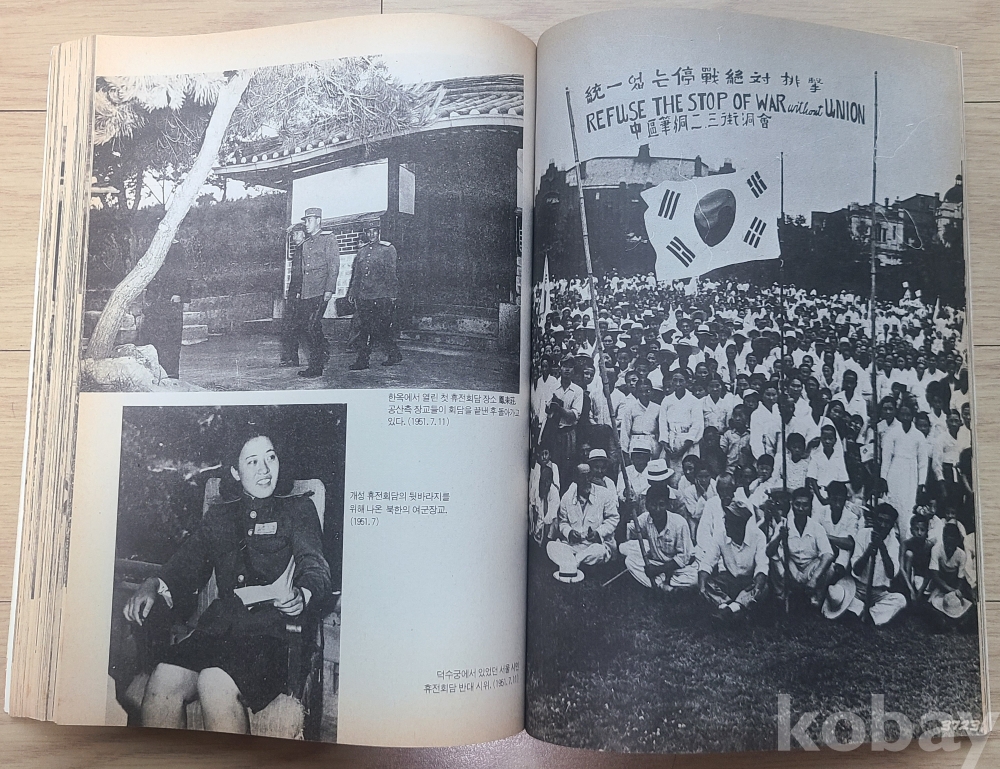 한옥에서 열린 첫 휴전회담 장소
공산측 장교들이 회담을 끝낸 후 돌아가고
있다. (1951.7.11)
개성 휴전회담의 뒷바라지를
위해 나온 북한의 여군장교.
(1951.7)
덕수궁에서 있었던 서울 시민
휴전회담 반대 시위. (1951.7.11)
統一 없는 停戰 絶対 排擊
REFUSE THE STOP OF WAR without UNION
中區筆洞二三街洞會
kobay